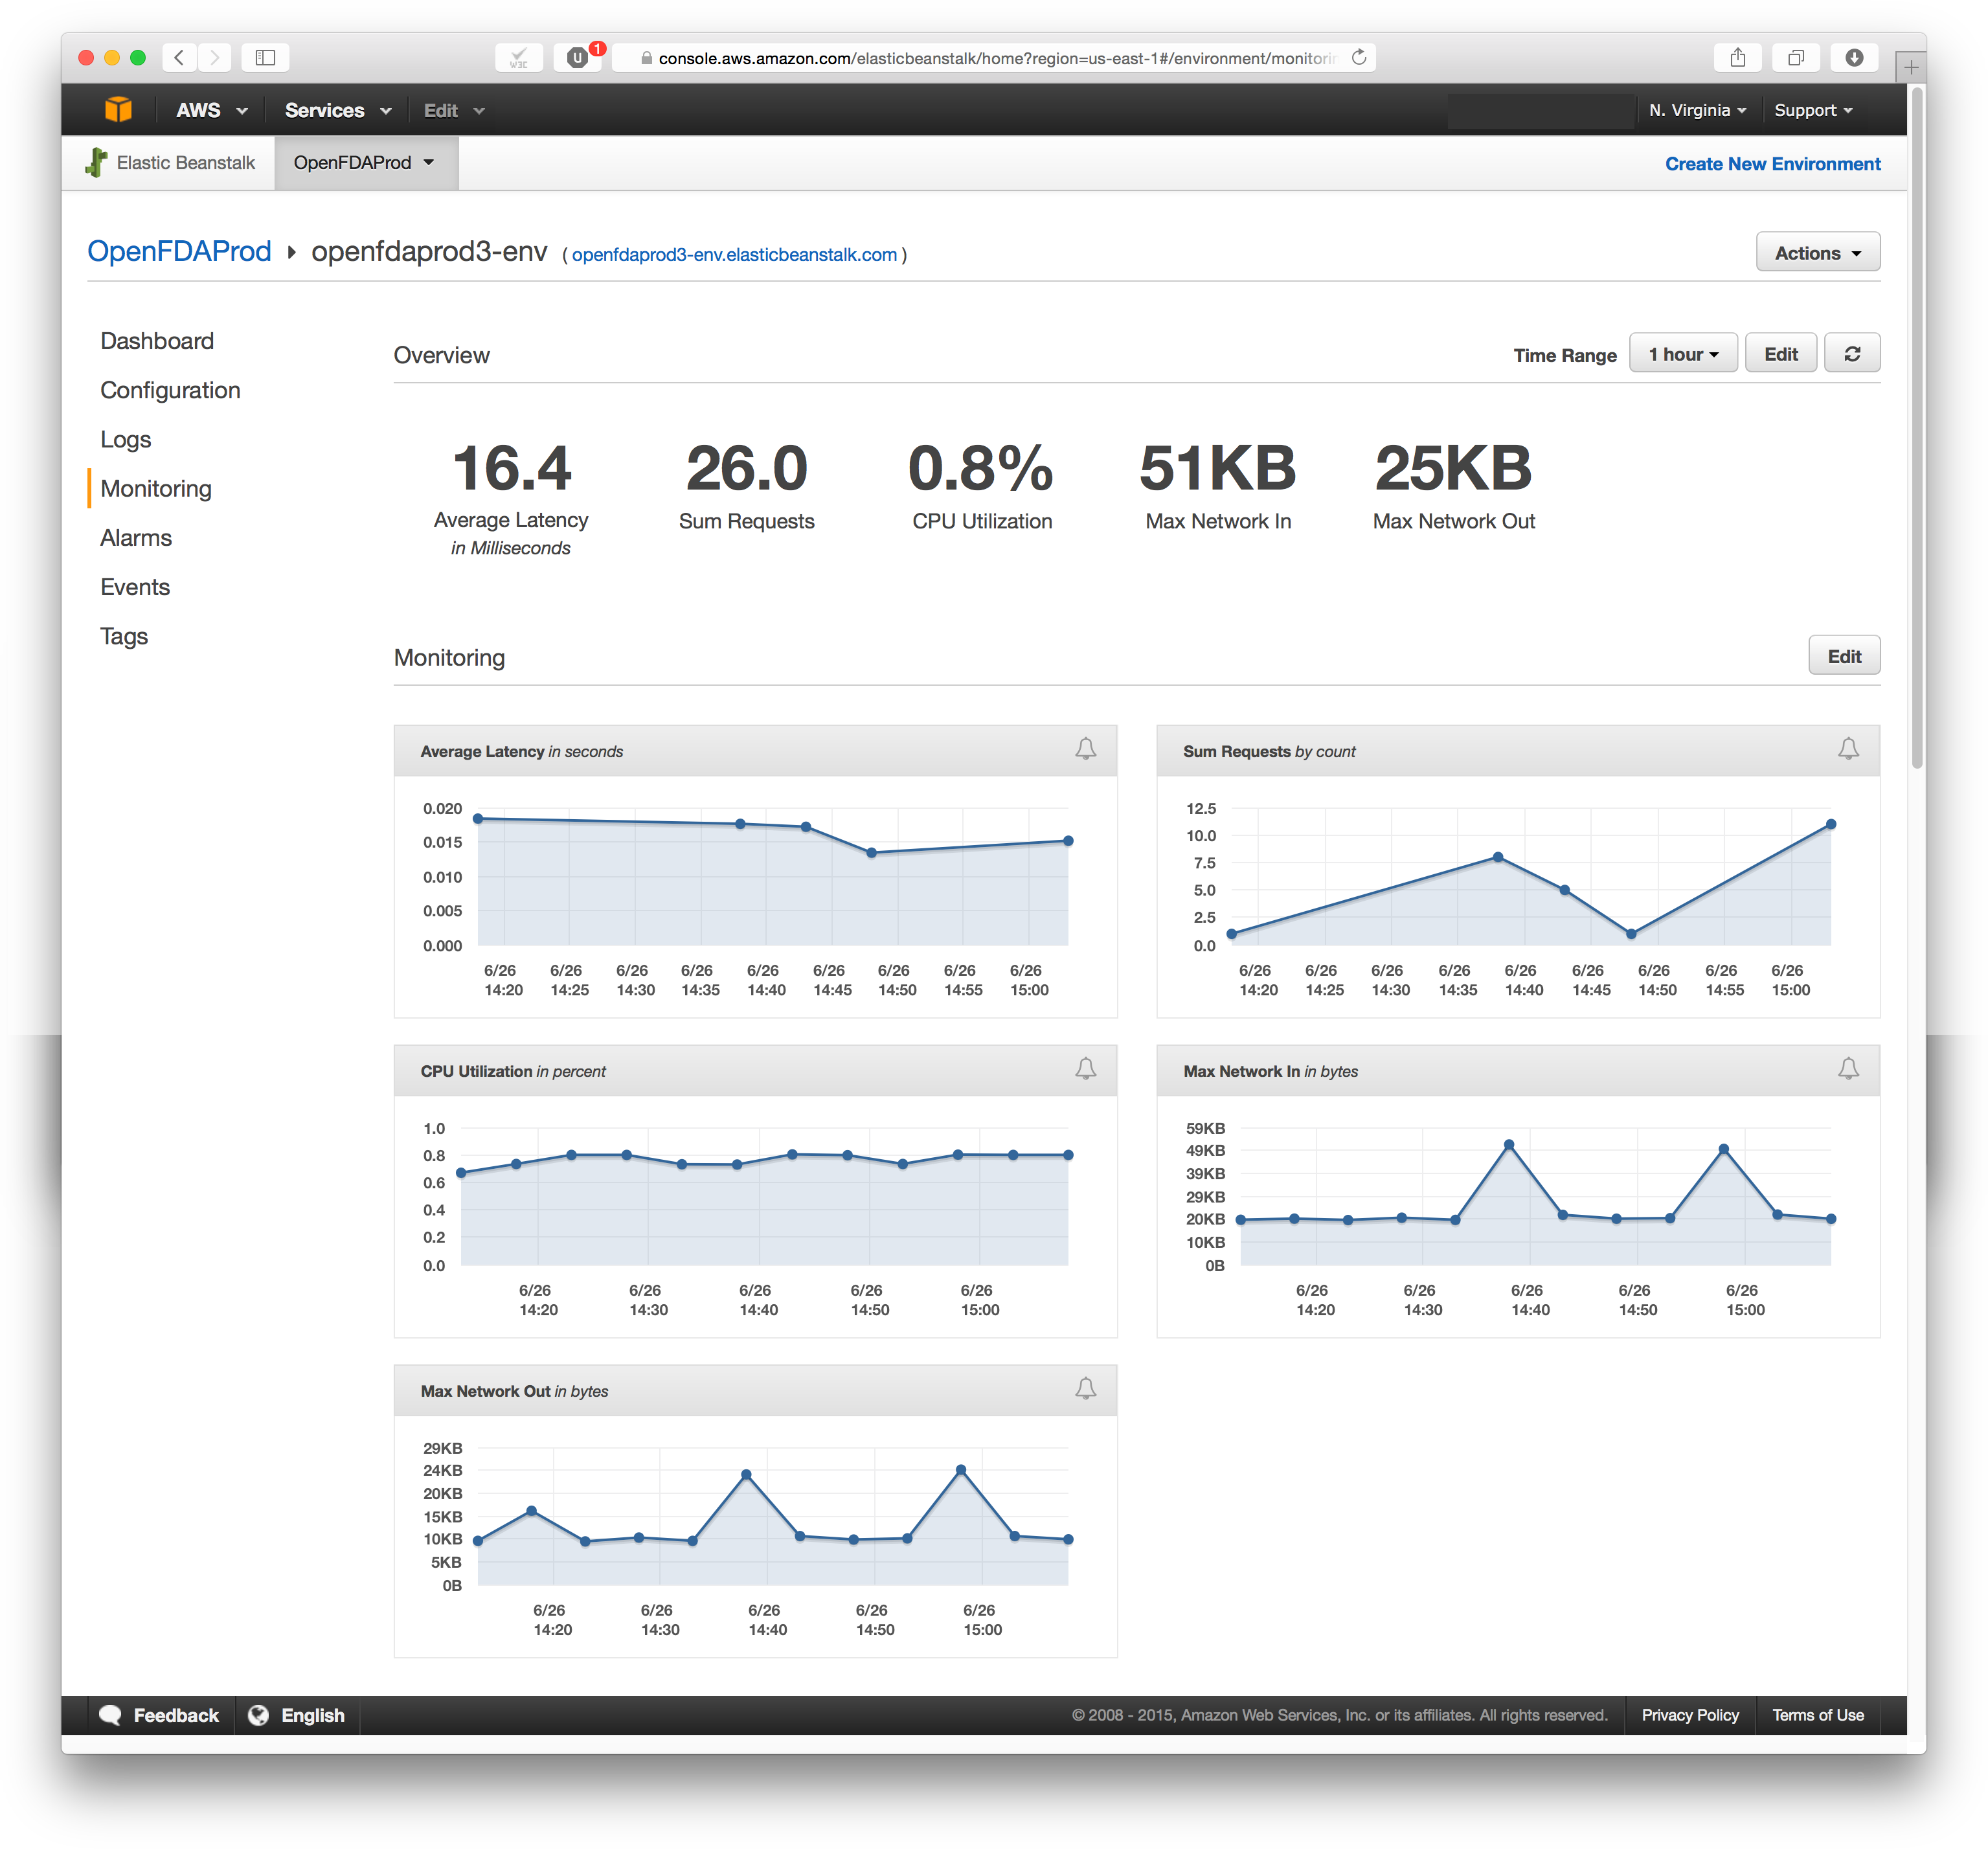 W3C
U
1
console.aws.amazon.com/elasticbeanstalk/home?region=us-east-1#/environment/monitorin
AWS Services Edit N. Virginia Support
Elastic Beanstalk OpenFDAProd Create New Environment
OpenFDAProd openfdaprod3-env ( openfdaprod3-env.elasticbeanstalk.com ) Actions
Dashboard
Configuration
Logs
Monitoring
Alarms
Events
Tags
Overview Time Range 1 hour Edit
16.4 26.0 0.8% 51KB 25KB
Average Latency Sum Requests CPU Utilization Max Network In Max Network Out
in Milliseconds
Monitoring Edit
Average Latency in seconds
0.020
0.015
0.010
0.005
0.000
6/26 6/26 6/26 6/26 6/26 6/26 6/26 6/26 6/26
14:20 14:25 14:30 14:35 14:40 14:45 14:50 14:55 15:00
Sum Requests by count
12.5
10.0
7.5
5.0
2.5
0.0
6/26 6/26 6/26 6/26 6/26 6/26 6/26 6/26 6/26
14:20 14:25 14:30 14:35 14:40 14:45 14:50 14:55 15:00
CPU Utilization in percent
1.0
0.8
0.6
0.4
0.2
0.0
6/26 6/26 6/26 6/26 6/26
14:20 14:30 14:40 14:50 15:00
Max Network In in bytes
59KB
49KB
39KB
29KB
20KB
10KB
0B
6/26 6/26 6/26 6/26 6/26
14:20 14:30 14:40 14:50 15:00
Max Network Out in bytes
29KB
24KB
20KB
15KB
10KB
5KB
0B
6/26 6/26 6/26 6/26 6/26
14:20 14:30 14:40 14:50 15:00
Feedback English © 2008 - 2015, Amazon Web Services, Inc. or its affiliates. All rights reserved. Privacy Policy Terms of Use